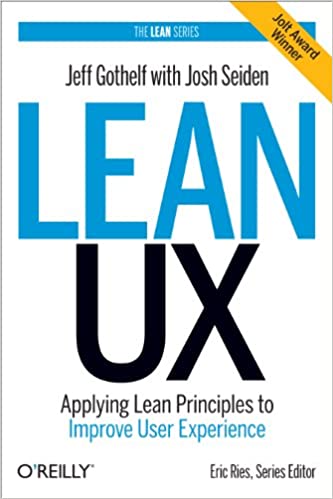 THE LEAN SERIES
Jolt Award
Winner
Jeff Gothelf with Josh Seiden
LEAN
UX
Applying Lean Principles to
Improve User Experience
O'REILLY®
Eric Ries, Series Editor